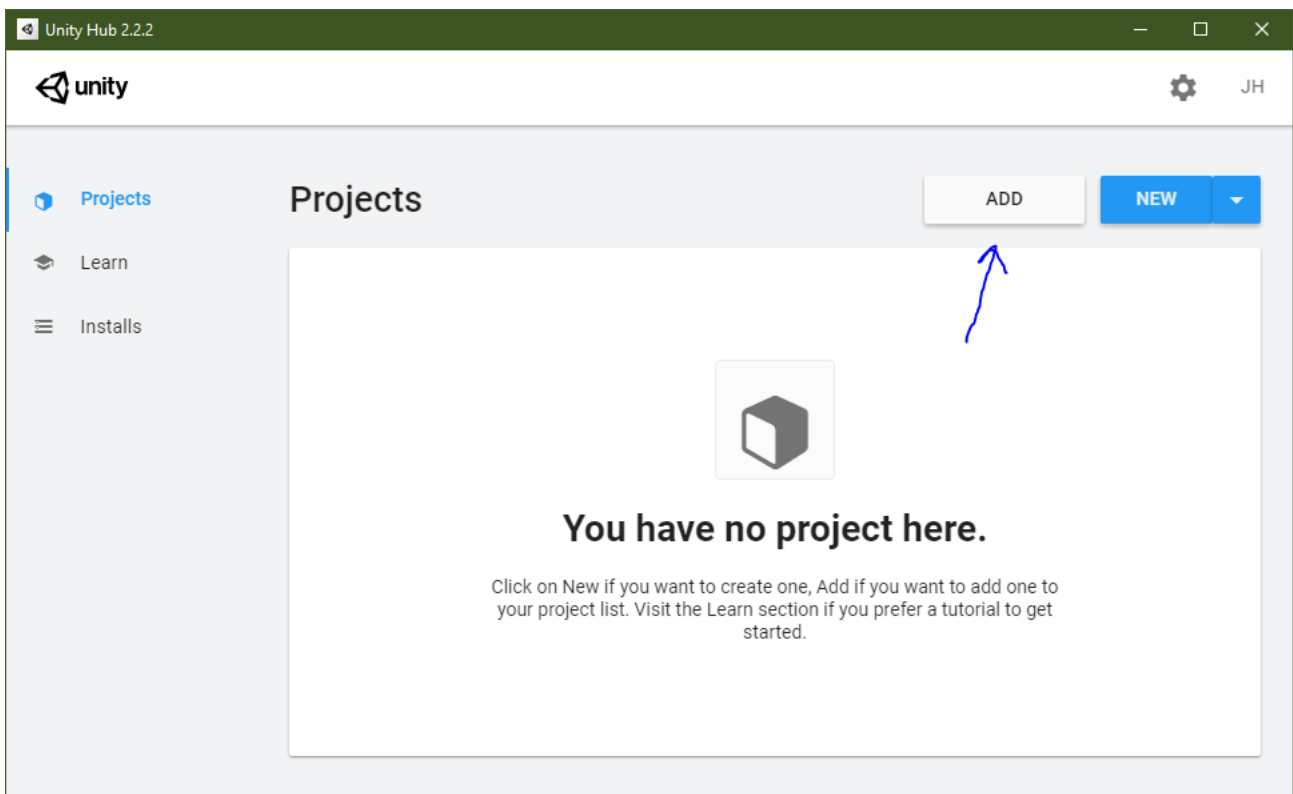 Unity Hub 2.2.2
unity
JH
Projects
Learn
Installs
Projects
ADD
NEW
You have no project here.
Click on New if you want to create one, Add if you want to add one to
your project list. Visit the Learn section if you prefer a tutorial to get
started.